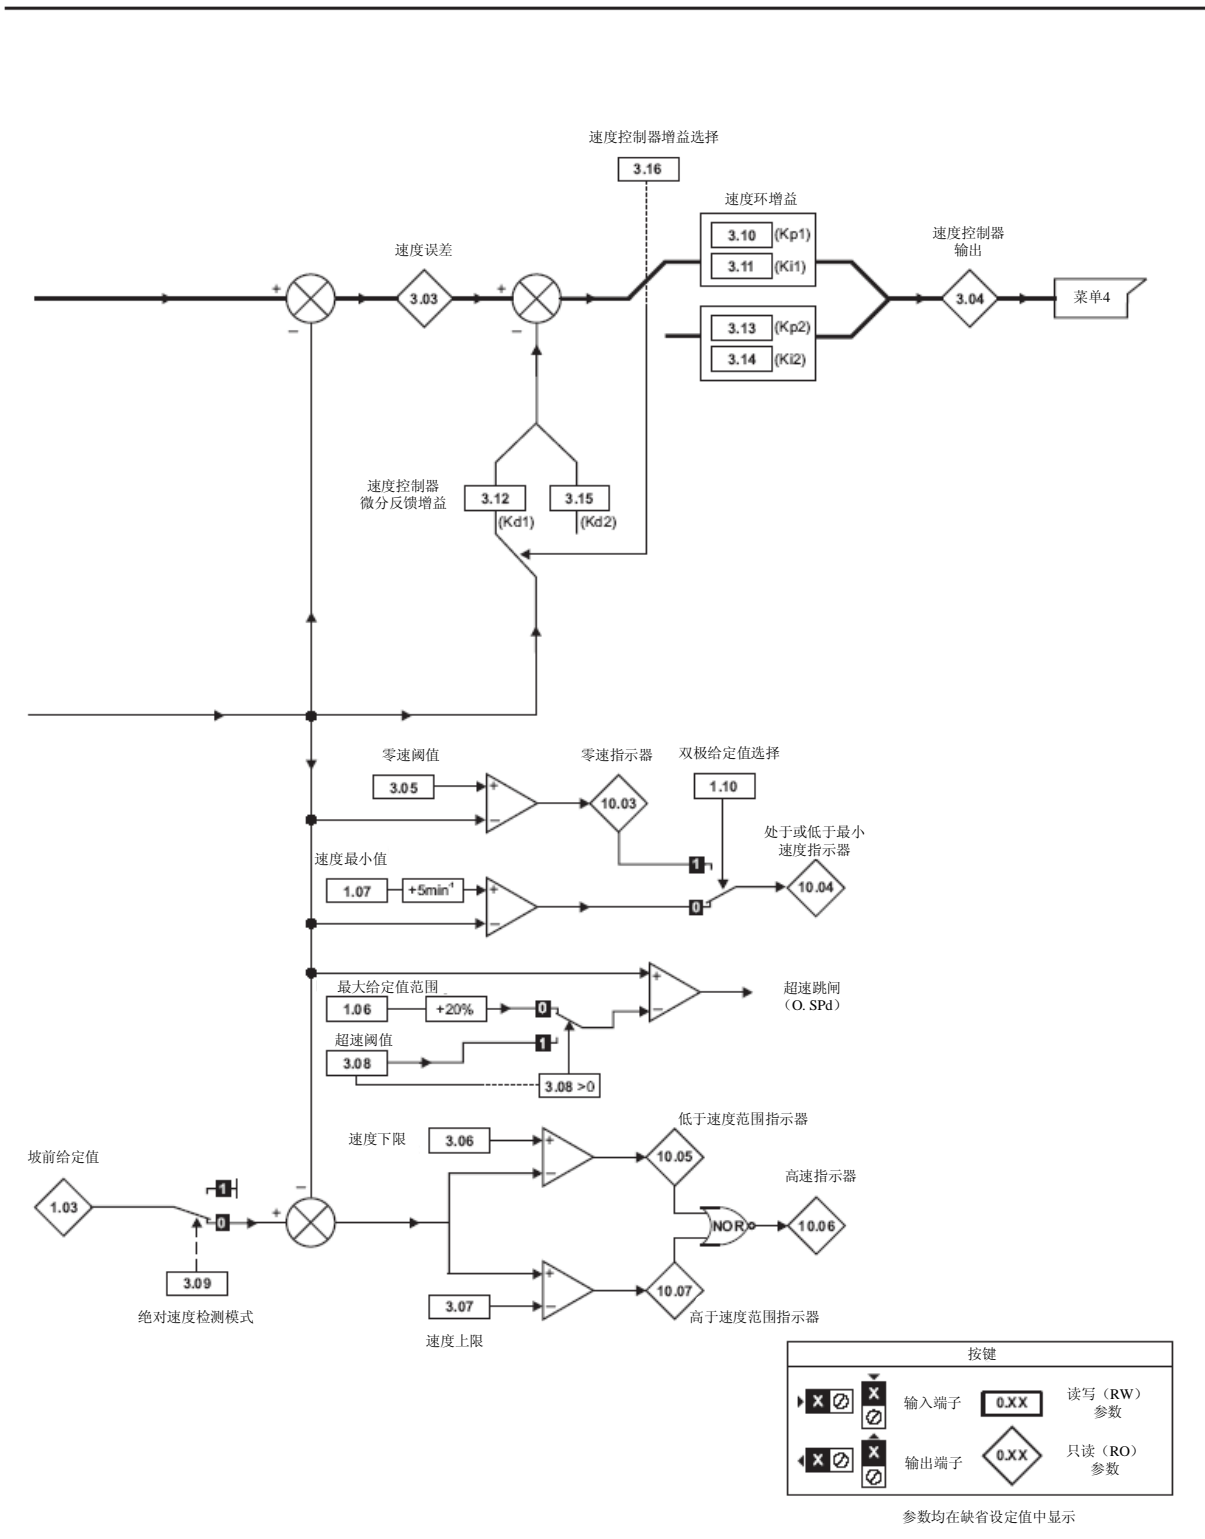 速度控制器增益选择
3.16
速度环增益
3.10 (Kp1)
3.11 (Ki1)
速度误差
3.03
+
−
+
−
速度控制器
输出
3.04
菜单4
3.13 (Kp2)
3.14 (Ki2)
速度控制器
微分反馈增益
3.12
(Kd1)
3.15
(Kd2)
零速阈值
3.05
+
−
零速指示器
10.03
双极给定值选择
1.10
1
处于或低于最小
速度指示器
10.04
速度最小值
1.07
+5min⁻¹
+
−
0
最大给定值范围
1.06
+20%
0
+
−
超速跳闸
（O. SPd）
超速阈值
3.08
1
3.08 >0
速度下限
3.06
+
−
低于速度范围指示器
10.05
坡前给定值
1.03
1
0
+
−
3.09
绝对速度检测模式
NOR
高速指示器
10.06
+
−
3.07
速度上限
10.07
高于速度范围指示器
按键
X
X
输入端子
0.XX
读写（RW）
参数
X
X
输出端子
0.XX
只读（RO）
参数
参数均在缺省设定值中显示